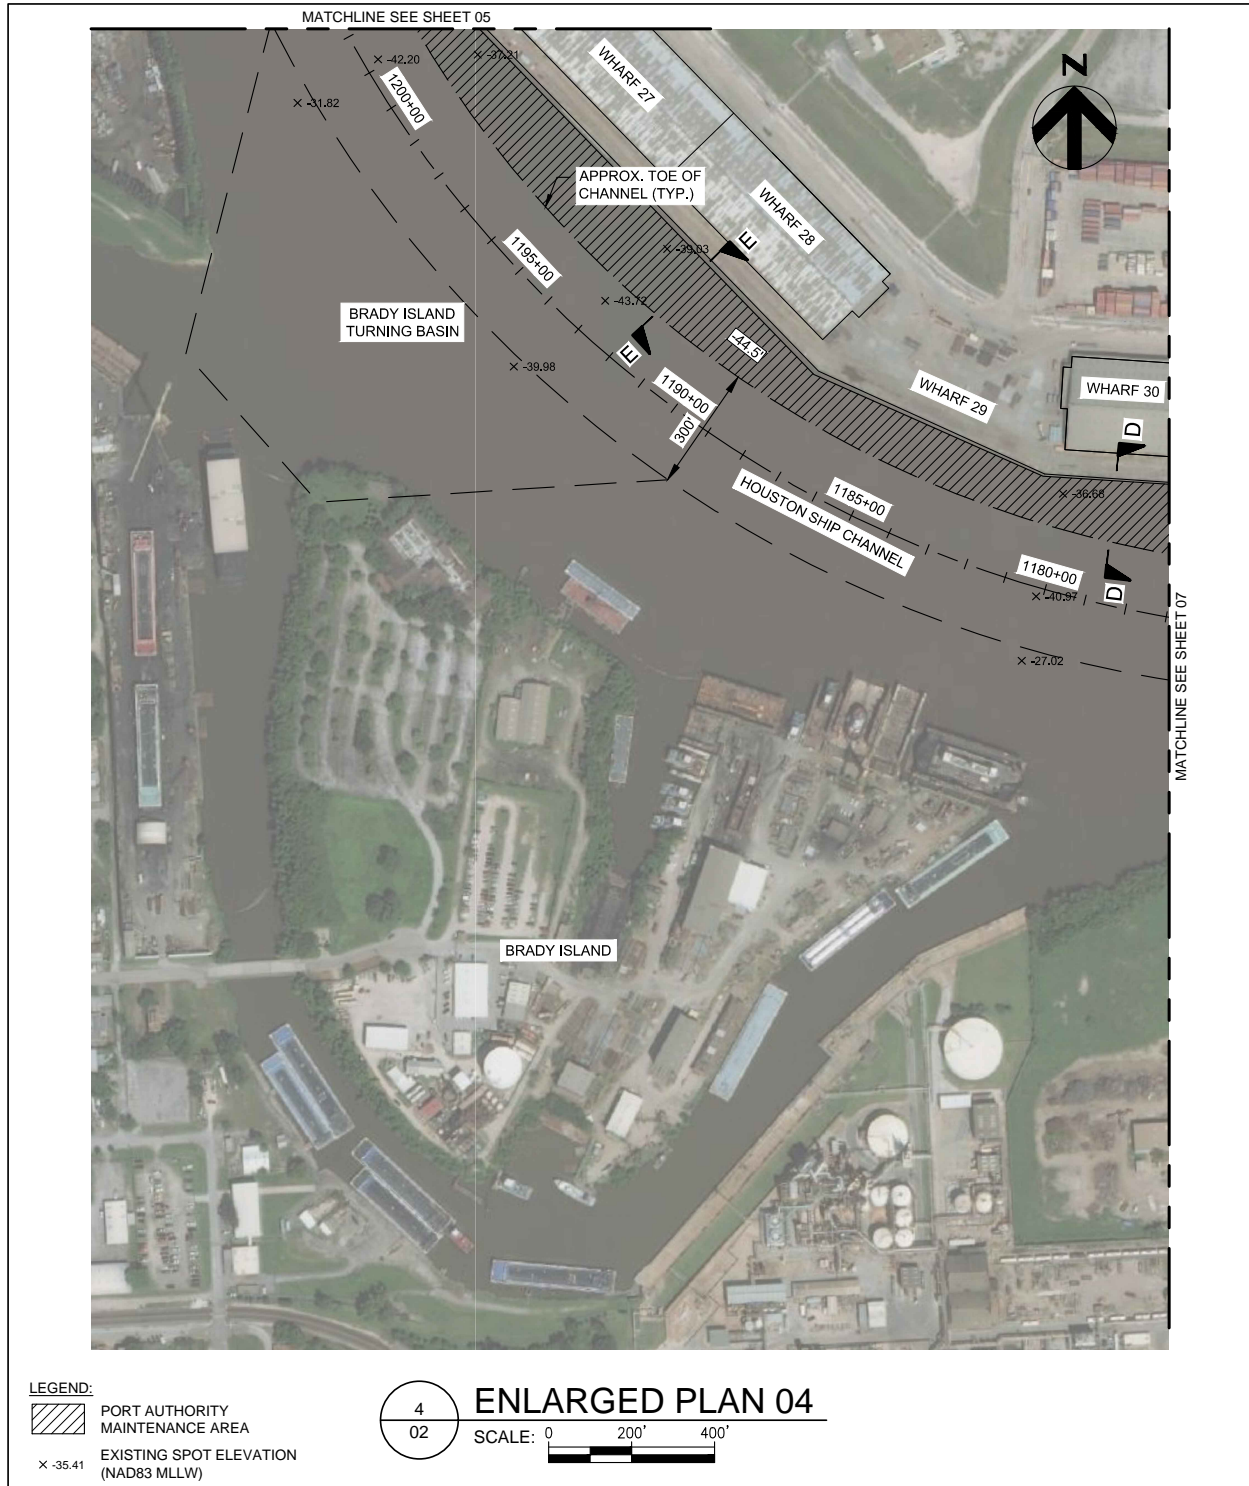 MATCHLINE SEE SHEET 05
-37.21
-42.20
-31.82
1200+00
WHARF 27
N
APPROX. TOE OF
CHANNEL (TYP.)
WHARF 28
-39.03
E
1195+00
-43.72
BRADY ISLAND
TURNING BASIN
E
-44.5'
-39.98
1190+00
300'
WHARF 29
WHARF 30
D
-36.68
1185+00
HOUSTON SHIP CHANNEL
1180+00
-40.97
D
-27.02
MATCHLINE SEE SHEET 07
BRADY ISLAND
LEGEND:
PORT AUTHORITY
MAINTENANCE AREA
-35.41
EXISTING SPOT ELEVATION
(NAD83 MLLW)
4
02
ENLARGED PLAN 04
SCALE: 0 200' 400'